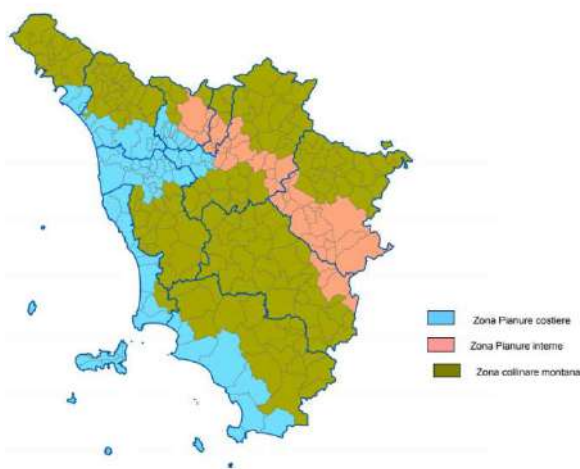 Zona Pianure costiere
Zona Pianure interne
Zona collinare montana